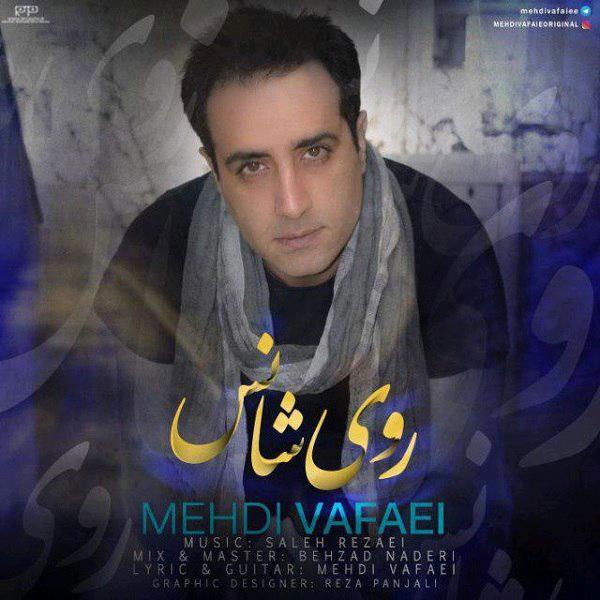 mehdivafaiee
MEHDIVAFAIEORIGINAL
روی شانس
MEHDI VAFAEI
MUSIC: SALEH REZAEI
MIX & MASTER: BEHZAD NADERI
LYRIC & GUITAR: MEHDI VAFAEI
GRAPHIC DESIGNER: REZA PANJALI